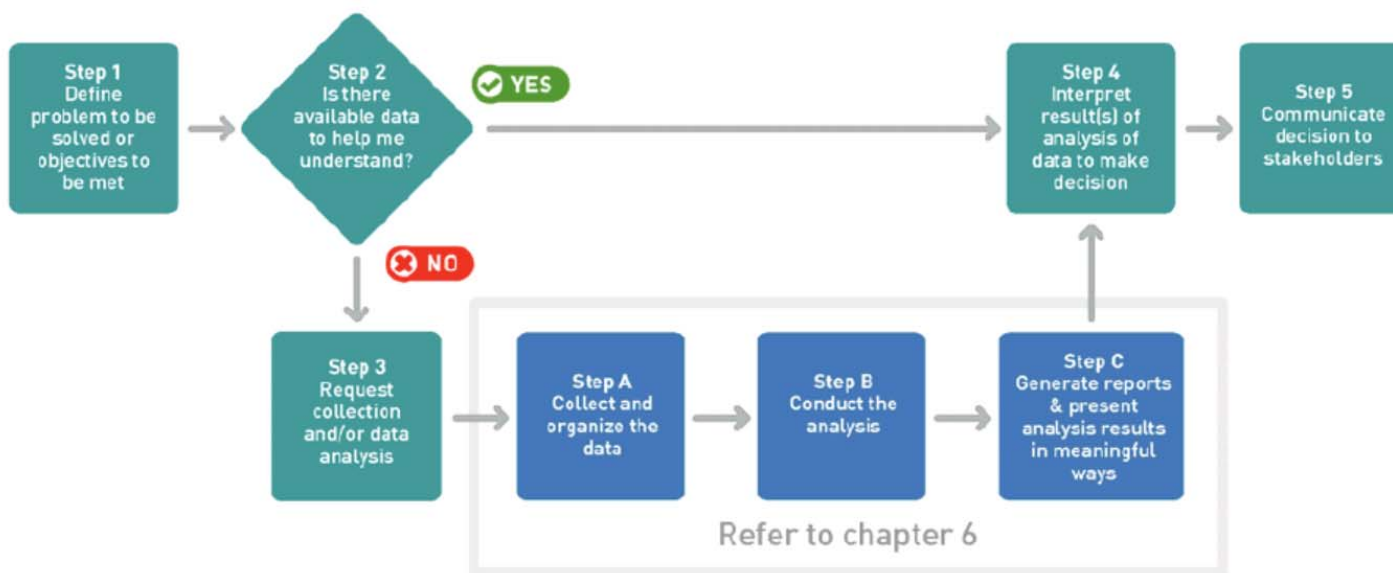 Step 1
Define
problem to be
solved or
objectives to
be met
Step 2
Is there
available data
to help me
understand?
YES
NO
Step 4
Interpret
result(s) of
analysis of
data to make
decision
Step 5
Communicate
decision to
stakeholders
Step 3
Request
collection
and/or data
analysis
Step A
Collect and
organize the
data
Step B
Conduct the
analysis
Step C
Generate reports
& present
analysis results
in meaningful
ways
Refer to chapter 6